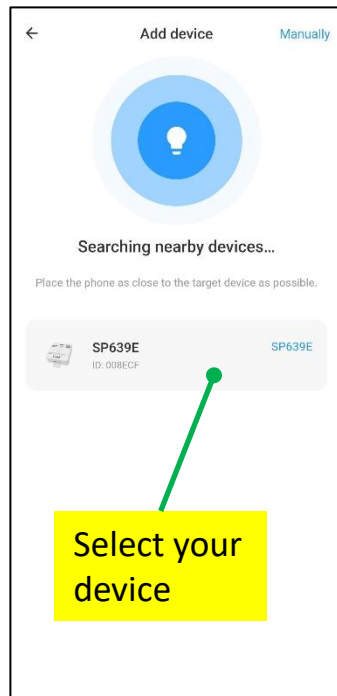 ← Add device Manually
Searching nearby devices...
Place the phone as close to the target device as possible.
SP639E SP639E
ID: 008ECF
Select your
device